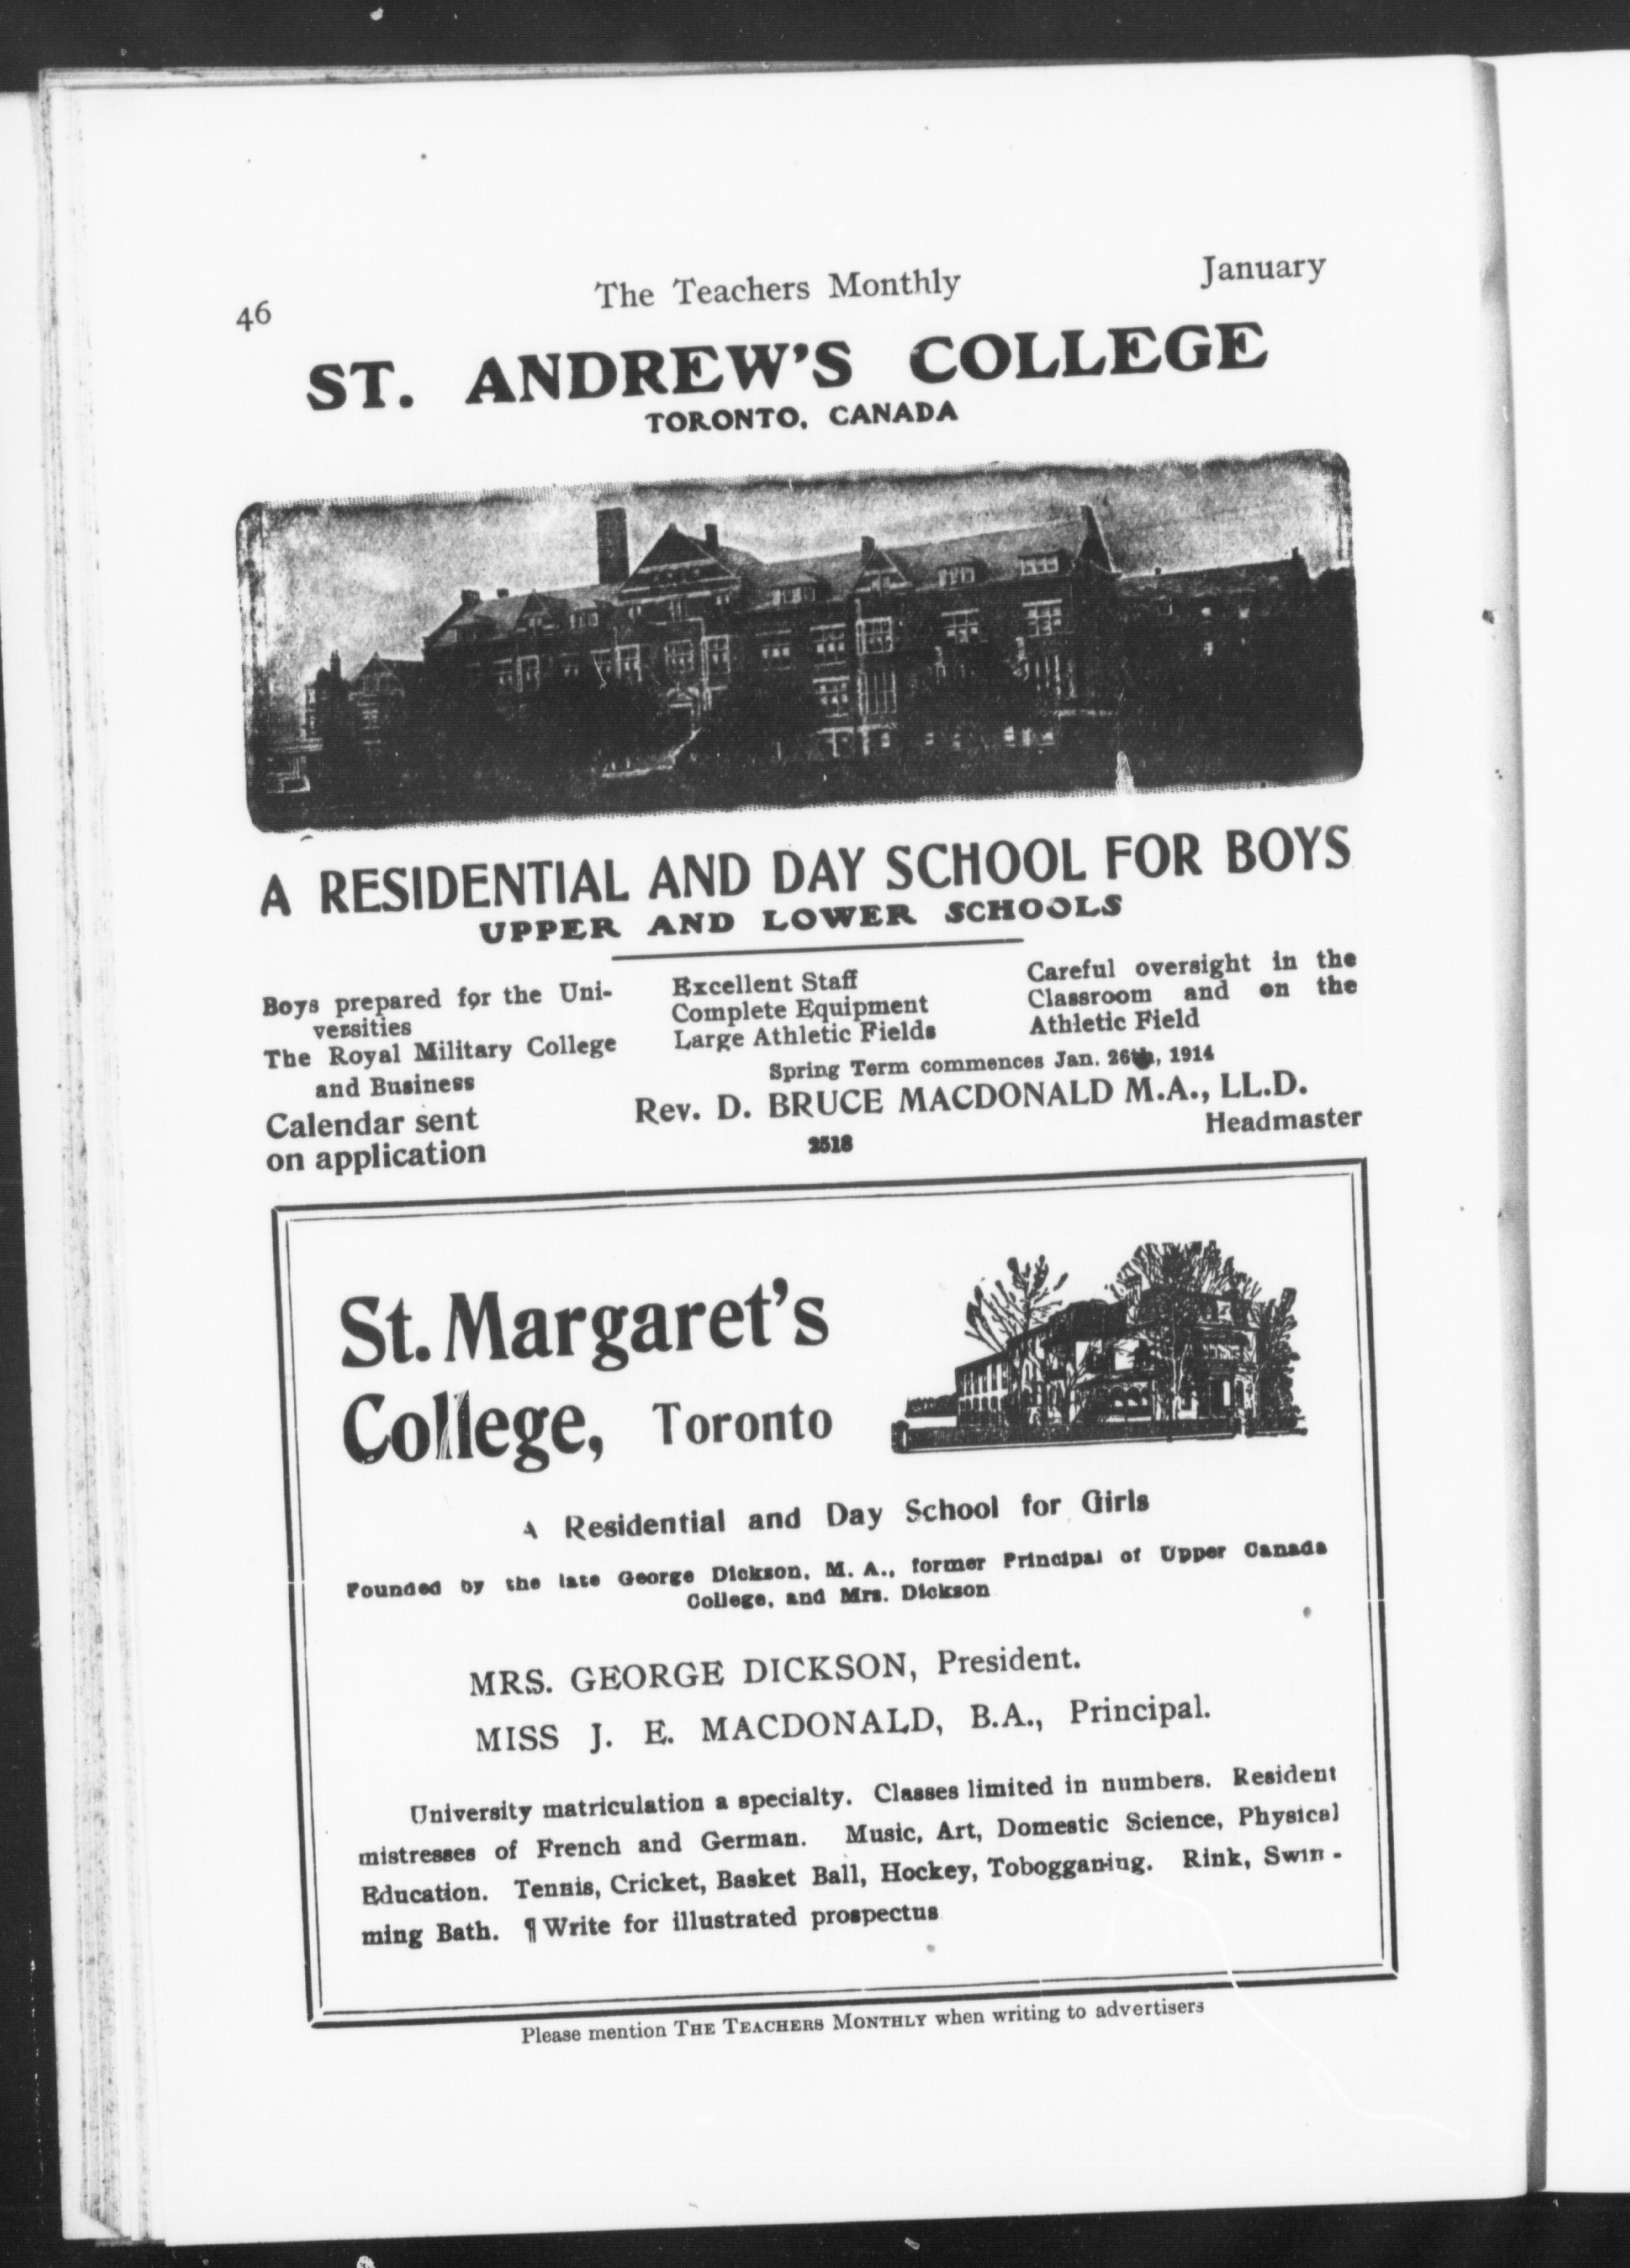 46
The Teachers Monthly
January
ST. ANDREW'S COLLEGE
TORONTO, CANADA
A RESIDENTIAL AND DAY SCHOOL FOR BOYS
UPPER AND LOWER SCHOOLS
Boys prepared for the Uni-
versities
The Royal Military College
and Business
Calendar sent
on application
Excellent Staff
Complete Equipment
Large Athletic Fields
Careful oversight in the
Classroom and on the
Athletic Field
Spring Term commences Jan. 26th, 1914
Rev. D. BRUCE MACDONALD M.A., LL.D.
Headmaster
2518
St. Margaret's
College, Toronto
A Residential and Day School for Girls
Founded by the late George Dickson, M. A., former Principal of Upper Canada
College, and Mrs. Dickson
MRS. GEORGE DICKSON, President.
MISS J. E. MACDONALD, B.A., Principal.
University matriculation a specialty. Classes limited in numbers. Resident
mistresses of French and German. Music, Art, Domestic Science, Physical
Education. Tennis, Cricket, Basket Ball, Hockey, Tobogganing. Rink, Swim-
ming Bath. ¶ Write for illustrated prospectus
Please mention THE TEACHERS MONTHLY when writing to advertisers